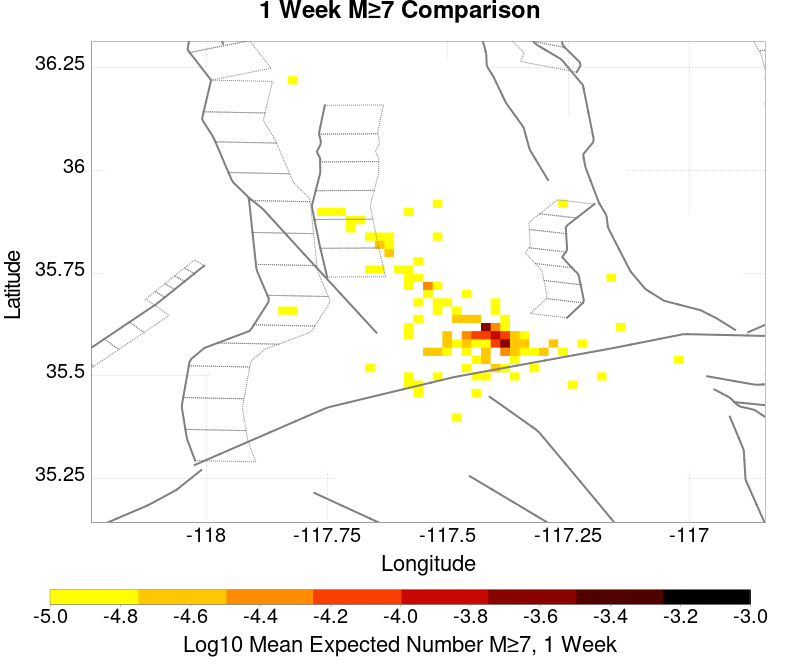 1 Week M≥7 Comparison
36.25
36
35.75
35.5
35.25
Latitude
-118 -117.75 -117.5 -117.25 -117
Longitude
-5.0 -4.8 -4.6 -4.4 -4.2 -4.0 -3.8 -3.6 -3.4 -3.2 -3.0
Log10 Mean Expected Number M≥7, 1 Week